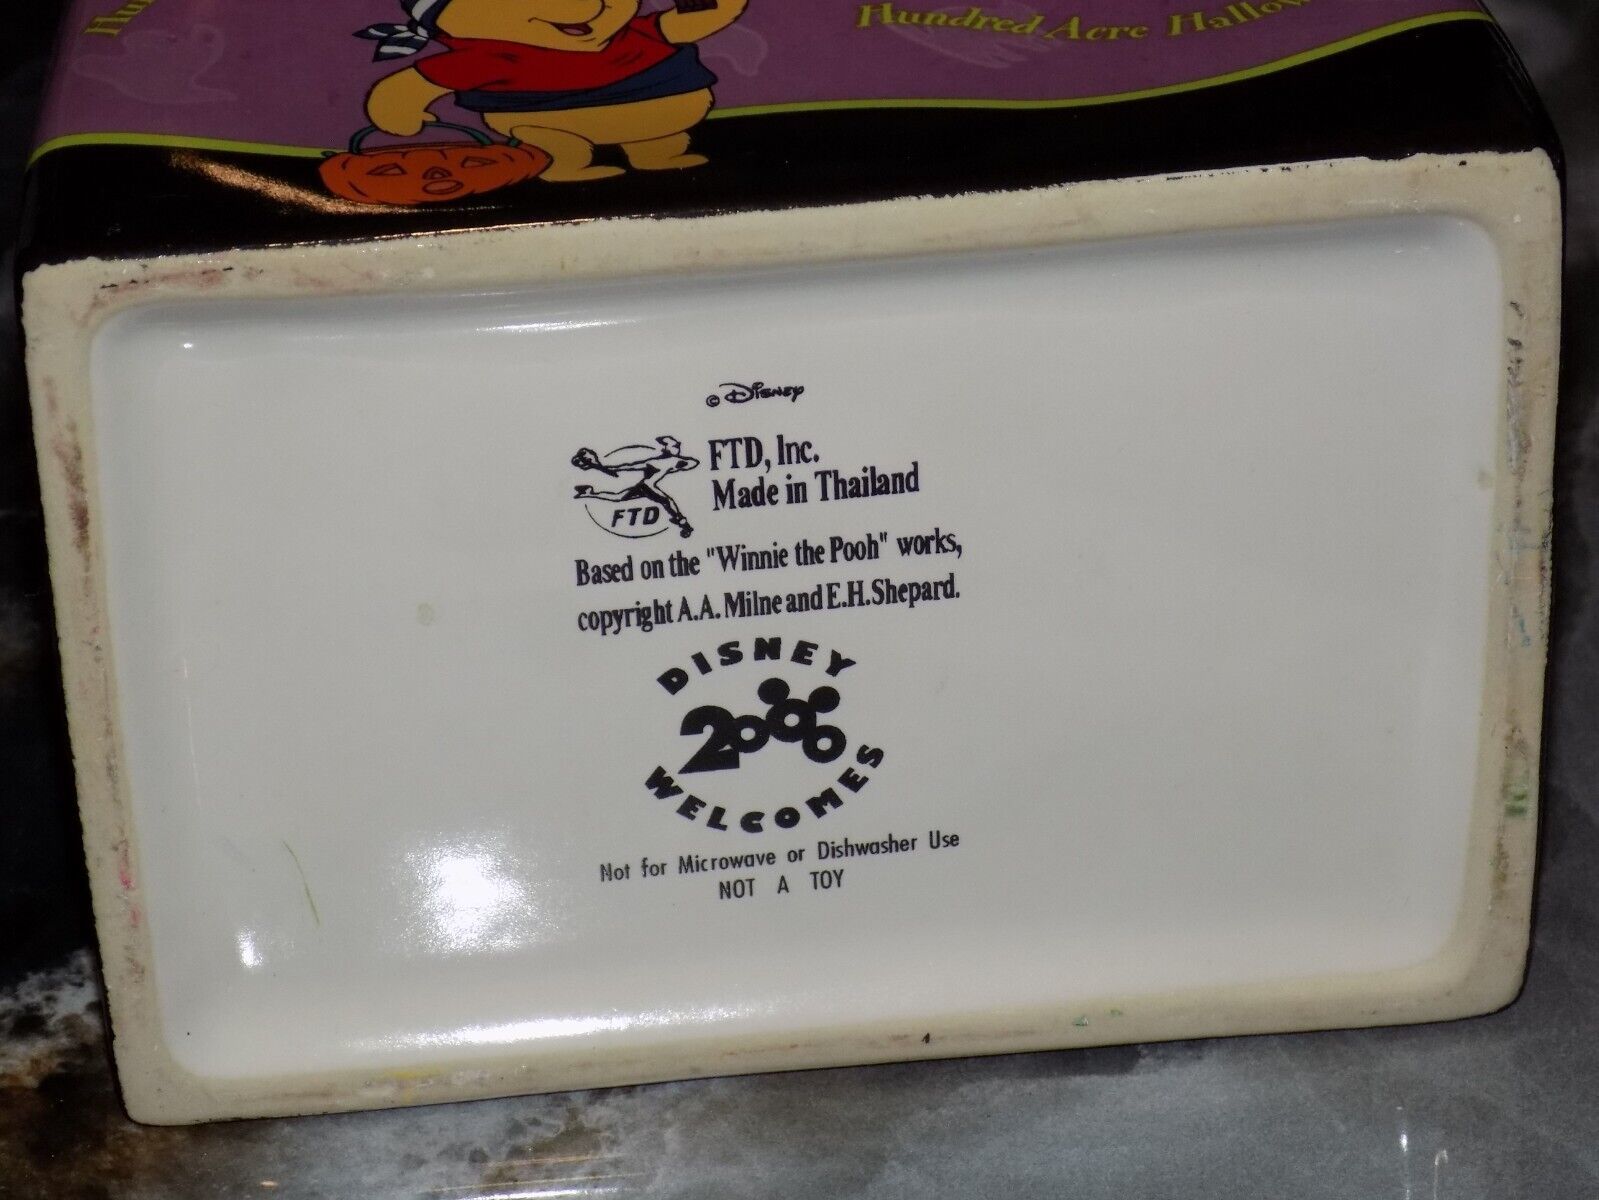 Hundred Acre
© Disney
FTD, Inc.
Made in Thailand
FTD
Based on the "Winnie the Pooh" works,
copyright A.A. Milne and E.H. Shepard.
DISNEY
2000
WELCOMES
Not for Microwave or Dishwasher Use
NOT A TOY